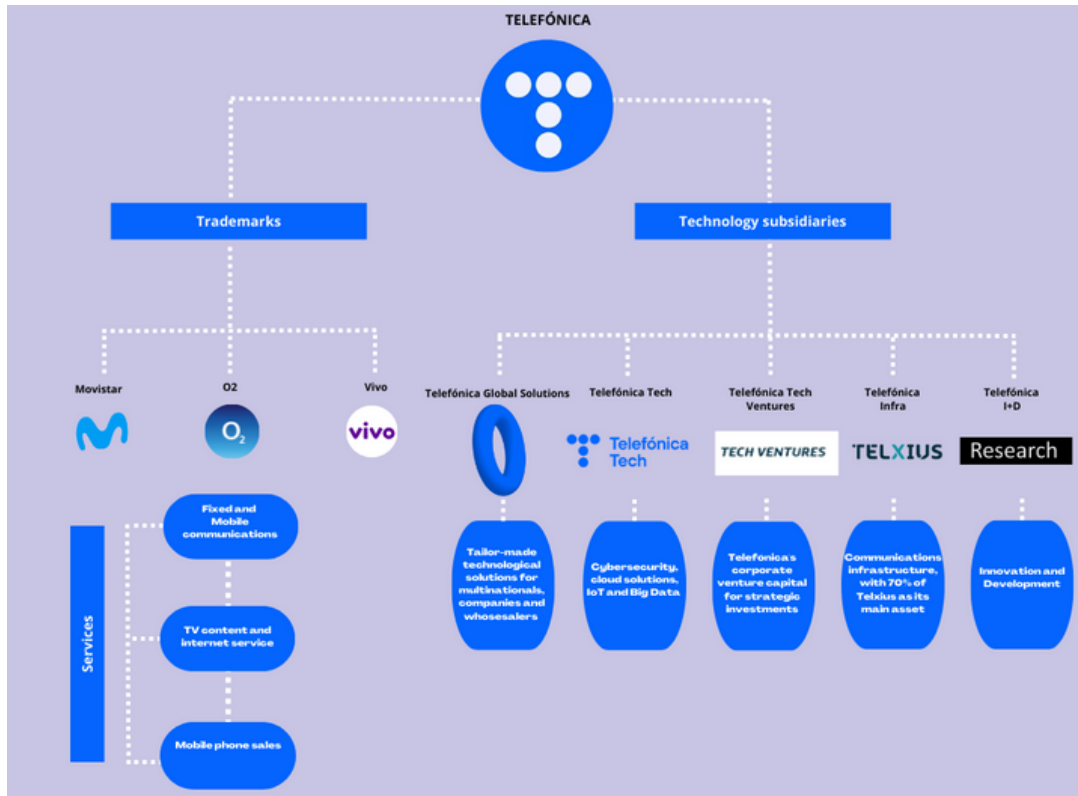 TELEFÓNICA
Trademarks
Technology subsidiaries
Movistar
O2
Vivo
O2
vivo
Telefónica Global Solutions
Telefónica Tech
Telefónica Tech
Ventures
Telefónica
Infra
Telefónica
I+D
Telefónica
Tech
TECH VENTURES
TELXIUS
Research
Services
Fixed and
Mobile
communications
TV content and
internet service
Mobile phone sales
Tailor-made
technological
solutions for
multinationals,
companies and
whosesalers
Cybersecurity,
cloud solutions,
IoT and Big Data
Telefónica's
corporate
venture capital
for strategic
investments
Communications
infrastructure,
with 70% of
Telxius as its
main asset
Innovation and
Development